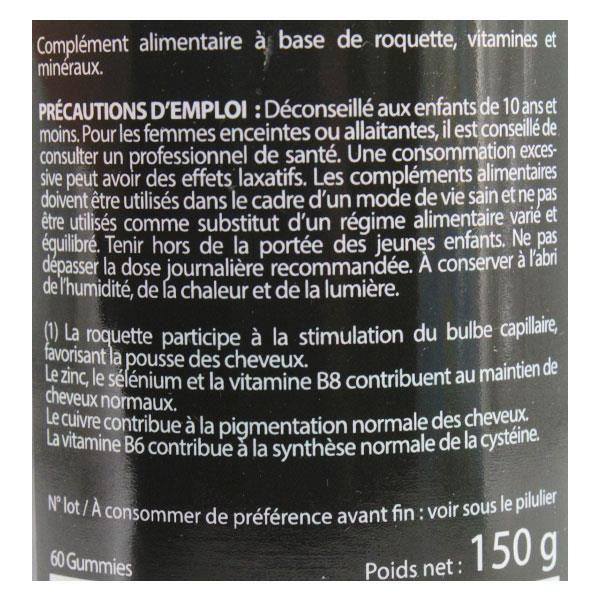 Complément alimentaire à base de roquette, vitamines et
minéraux.
PRÉCAUTIONS D'EMPLOI : Déconseillé aux enfants de 10 ans et
moins. Pour les femmes enceintes ou allaitantes, il est conseillé de
consulter un professionnel de santé. Une consommation exces-
sive peut avoir des effets laxatifs. Les compléments alimentaires
doivent être utilisés dans le cadre d'un mode de vie sain et ne pas
être utilisés comme substitut d'un régime alimentaire varié et
équilibré. Tenir hors de la portée des jeunes enfants. Ne pas
dépasser la dose journalière recommandée. À conserver à l'abri
de l'humidité, de la chaleur et de la lumière.
(1) La roquette participe à la stimulation du bulbe capillaire,
favorisant la pousse des cheveux.
Le zinc, le sélénium et la vitamine B8 contribuent au maintien de
cheveux normaux.
Le cuivre contribue à la pigmentation normale des cheveux.
La vitamine B6 contribue à la synthèse normale de la cystéine.
N° lot / À consommer de préférence avant fin : voir sous le pilulier
60 Gummies Poids net : 150 g